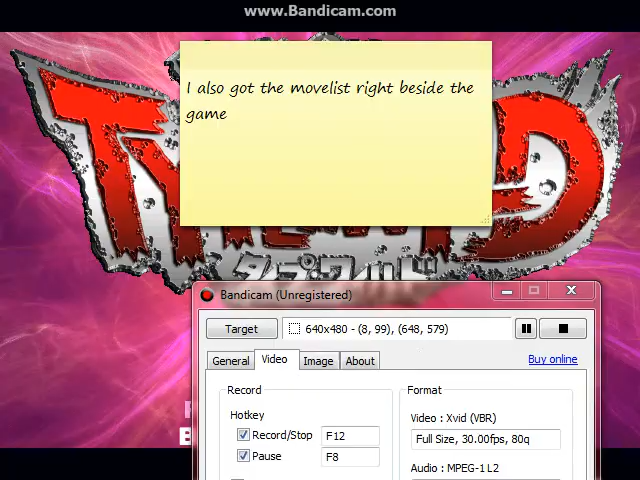 www.Bandicam.com
I also got the movelist right beside the
game
Bandicam (Unregistered)
Target
640x480 - (8, 99), (648, 579)
General
Video
Image
About
Buy online
Record
Format
Hotkey
Video : Xvid (VBR)
Record/Stop
F12
Full Size, 30.00fps, 80q
Pause
F8
Audio : MPEG-1 L2